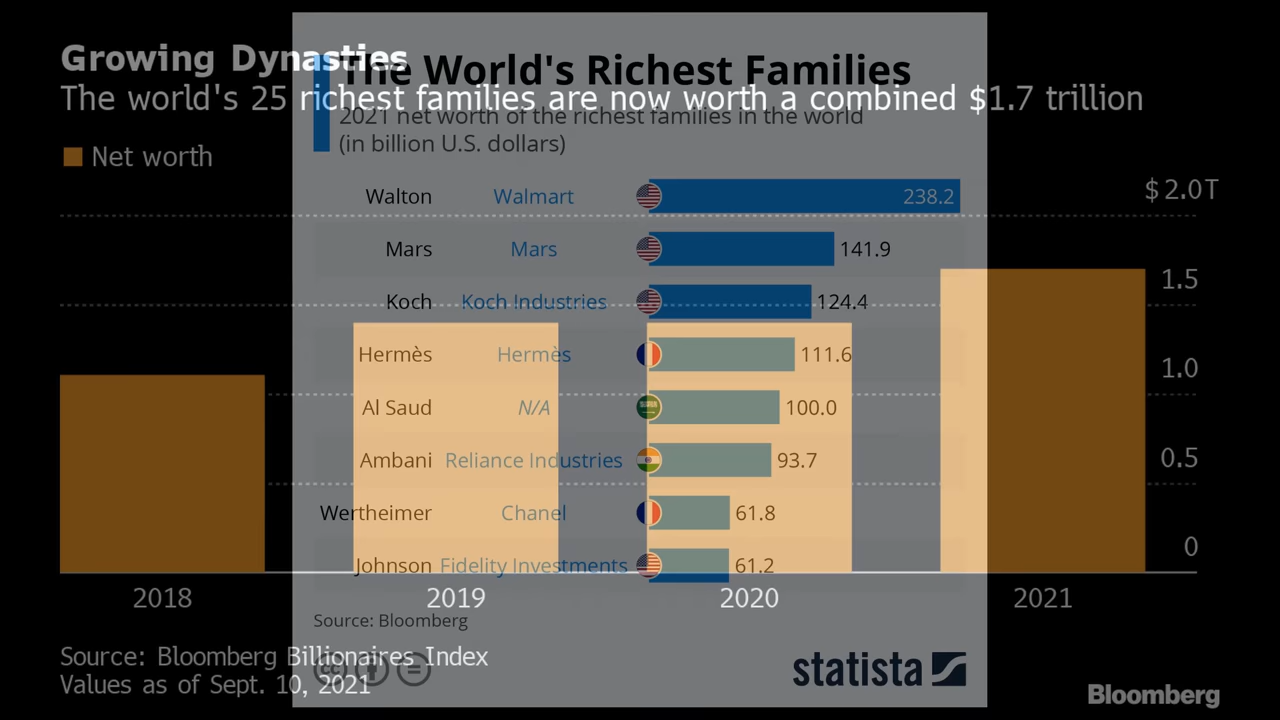 Growing Dynasties
The world's 25 richest families are now worth a combined $1.7 trillion
Net worth
$ 2.0T
1.5
1.0
0.5
0
2018 2019 2020 2021
Source: Bloomberg Billionaires Index
Values as of Sept. 10, 2021
Bloomberg
The World's Richest Families
2021 net worth of the richest families in the world
(in billion U.S. dollars)
Walton Walmart 238.2
Mars Mars 141.9
Koch Koch Industries 124.4
Hermès Hermès 111.6
Al Saud N/A 100.0
Ambani Reliance Industries 93.7
Wertheimer Chanel 61.8
Johnson Fidelity Investments 61.2
Source: Bloomberg
cc
statista